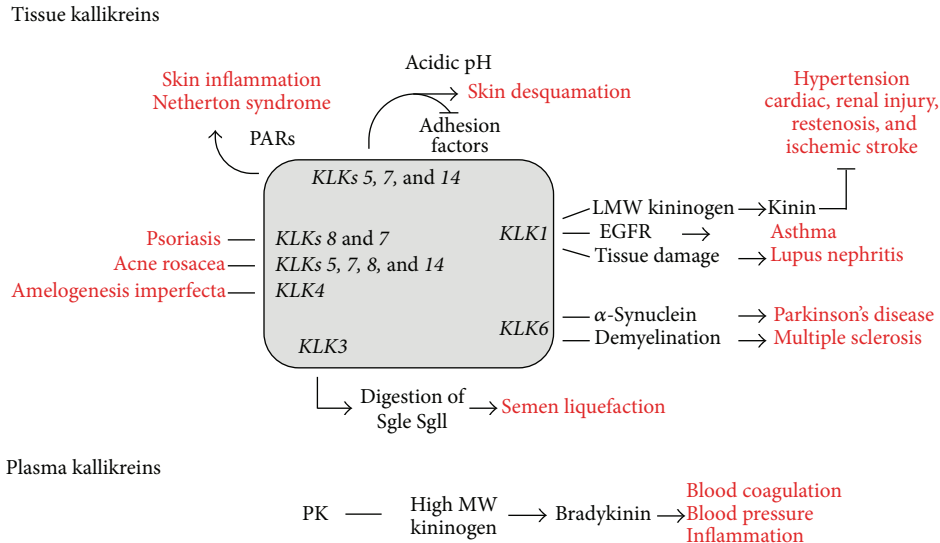 Tissue kallikreins
Acidic pH
Skin inflammation
Netherton syndrome
Skin desquamation
Hypertension
cardiac, renal injury,
restenosis, and
ischemic stroke
PARs
Adhesion
factors
KLKs 5, 7, and 14
LMW kininogen
Kinin
KLK1
EGFR
Asthma
Tissue damage
Lupus nephritis
Psoriasis
KLKs 8 and 7
Acne rosacea
KLKs 5, 7, 8, and 14
Amelogenesis imperfecta
KLK4
KLK6
α-Synuclein
Parkinson's disease
Demyelination
Multiple sclerosis
KLK3
Digestion of
Sgle Sgll
Semen liquefaction
Plasma kallikreins
PK
High MW
kininogen
Bradykinin
Blood coagulation
Blood pressure
Inflammation